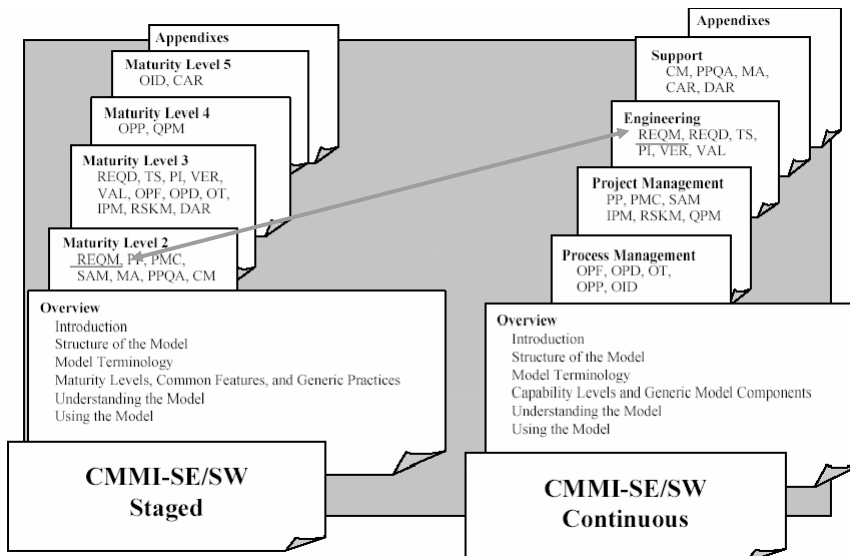 Appendixes
Maturity Level 5
OID, CAR
Maturity Level 4
OPP, QPM
Maturity Level 3
REQD, TS, PI, VER,
VAL, OPF, OPD, OT,
IPM, RSKM, DAR
Maturity Level 2
REQM, PP, PMC,
SAM, MA, PPQA, CM
Overview
Introduction
Structure of the Model
Model Terminology
Maturity Levels, Common Features, and Generic Practices
Understanding the Model
Using the Model
CMMI-SE/SW
Staged
Appendixes
Support
CM, PPQA, MA,
CAR, DAR
Engineering
REQM, REQD, TS,
PI, VER, VAL
Project Management
PP, PMC, SAM
IPM, RSKM, QPM
Process Management
OPF, OPD, OT,
OPP, OID
Overview
Introduction
Structure of the Model
Model Terminology
Capability Levels and Generic Model Components
Understanding the Model
Using the Model
CMMI-SE/SW
Continuous